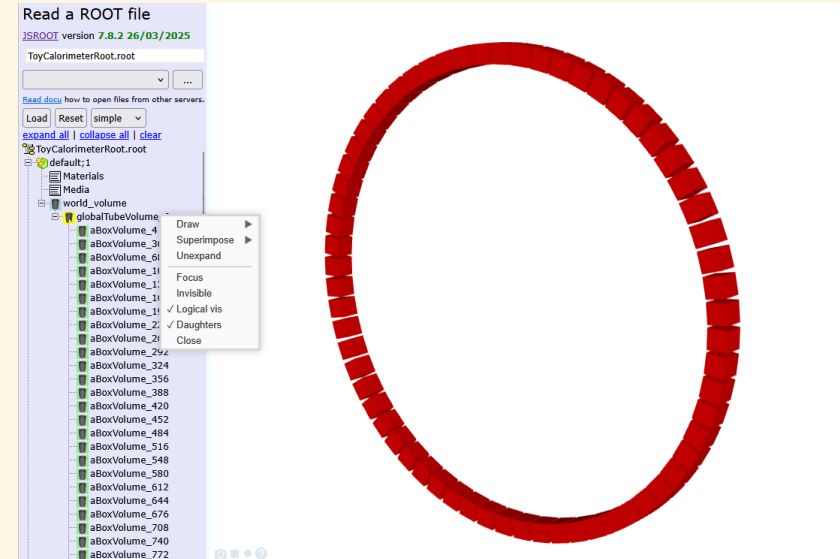 Read a ROOT file
JSROOT version 7.8.2 26/03/2025
ToyCalorimeterRoot.root
...
Read docu how to open files from other servers.
Load Reset simple
expand all | collapse all | clear
ToyCalorimeterRoot.root
default;1
Materials
Media
world_volume
globalTubeVolume
aBoxVolume_4
Draw
Superimpose
Unexpand
Focus
Invisible
Logical vis
Daughters
Close
aBoxVolume_292
aBoxVolume_324
aBoxVolume_356
aBoxVolume_388
aBoxVolume_420
aBoxVolume_452
aBoxVolume_484
aBoxVolume_516
aBoxVolume_548
aBoxVolume_580
aBoxVolume_612
aBoxVolume_644
aBoxVolume_676
aBoxVolume_708
aBoxVolume_740
aBoxVolume_772